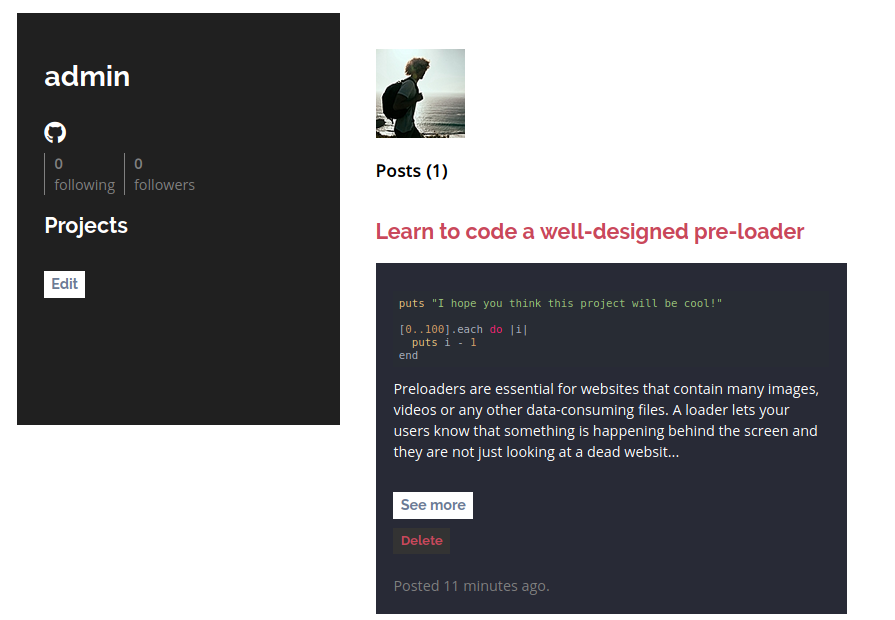 admin
0 0
following followers
Projects
Edit
Posts (1)
Learn to code a well-designed pre-loader
puts "I hope you think this project will be cool!"
[0..100].each do |i|
  puts i - 1
end
Preloaders are essential for websites that contain many images,
videos or any other data-consuming files. A loader lets your
users know that something is happening behind the screen and
they are not just looking at a dead websit...
See more
Delete
Posted 11 minutes ago.